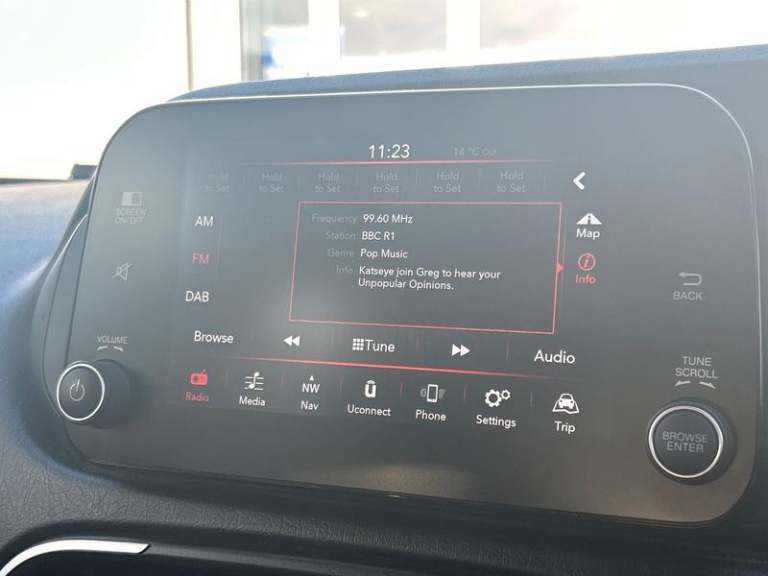 11:23 14 °C Out
Hold to Set Hold to Set Hold to Set Hold to Set Hold to Set Hold to Set
SCREEN ON/OFF
AM
FM
DAB
Frequency 99.60 MHz
Station BBC R1
Genre Pop Music
Info Katseye join Greg to hear your
Unpopular Opinions.
Map
Info
BACK
VOLUME
Browse Tune Audio
TUNE
SCROLL
Radio Media NW Nav Uconnect Phone Settings Trip
BROWSE
ENTER